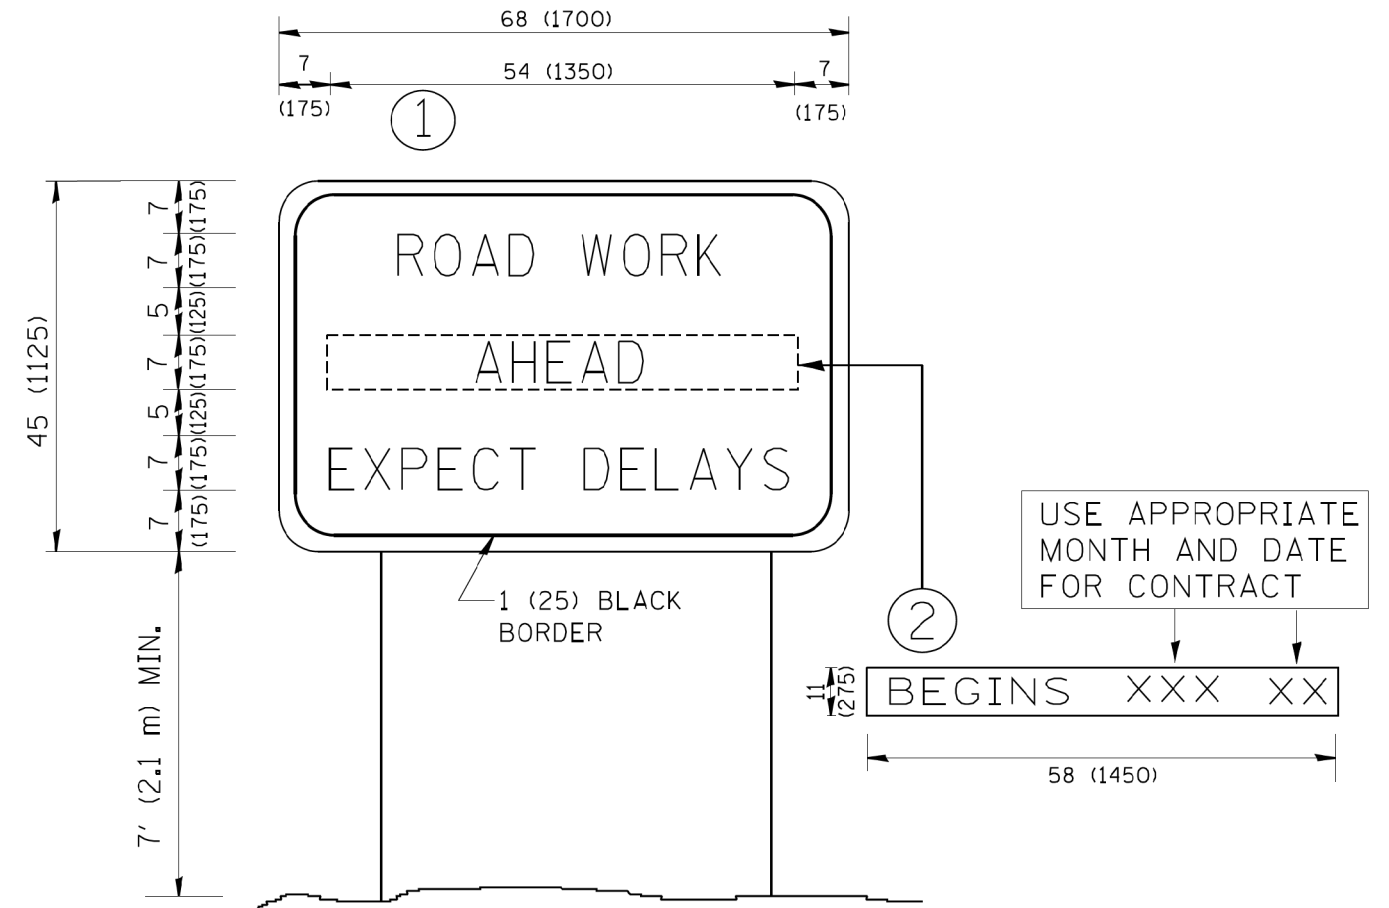 68 (1700)
7
54 (1350)
7
(175)
(175)
1
7
(175)
7
(175)
5
(125)
7
(175)
5
(125)
7
(175)
7
(175)
45 (1125)
7' (2.1 m) MIN.
ROAD WORK
AHEAD
EXPECT DELAYS
1 (25) BLACK
BORDER
USE APPROPRIATE
MONTH AND DATE
FOR CONTRACT
2
11
(275)
BEGINS XXX XX
58 (1450)